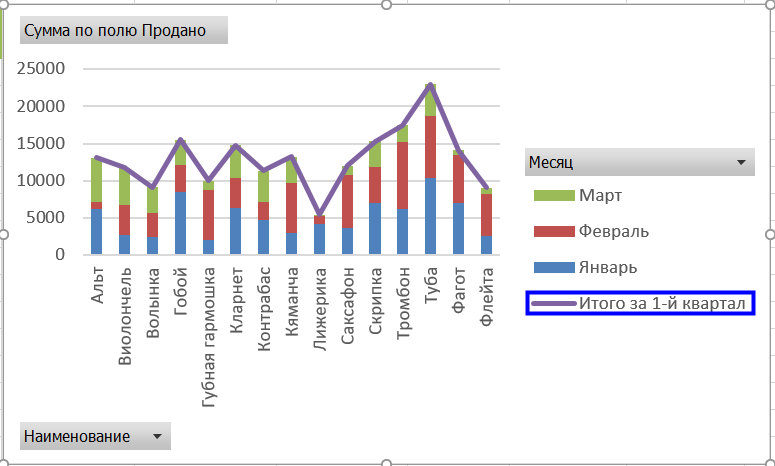 Сумма по полю Продано
25000
20000
15000
10000
5000
0
Альт
Виолончель
Волынка
Гобой
Губная гармошка
Кларнет
Контрабас
Кяманча
Лижерика
Саксафон
Скрипка
Тромбон
Туба
Фагот
Флейта
Месяц
Март
Февраль
Январь
Итого за 1-й квартал
Наименование